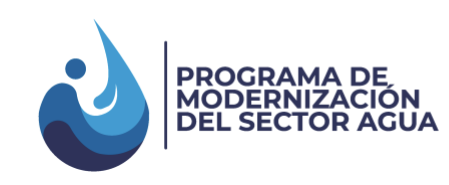 PROGRAMA DE
MODERNIZACIÓN
DEL SECTOR AGUA